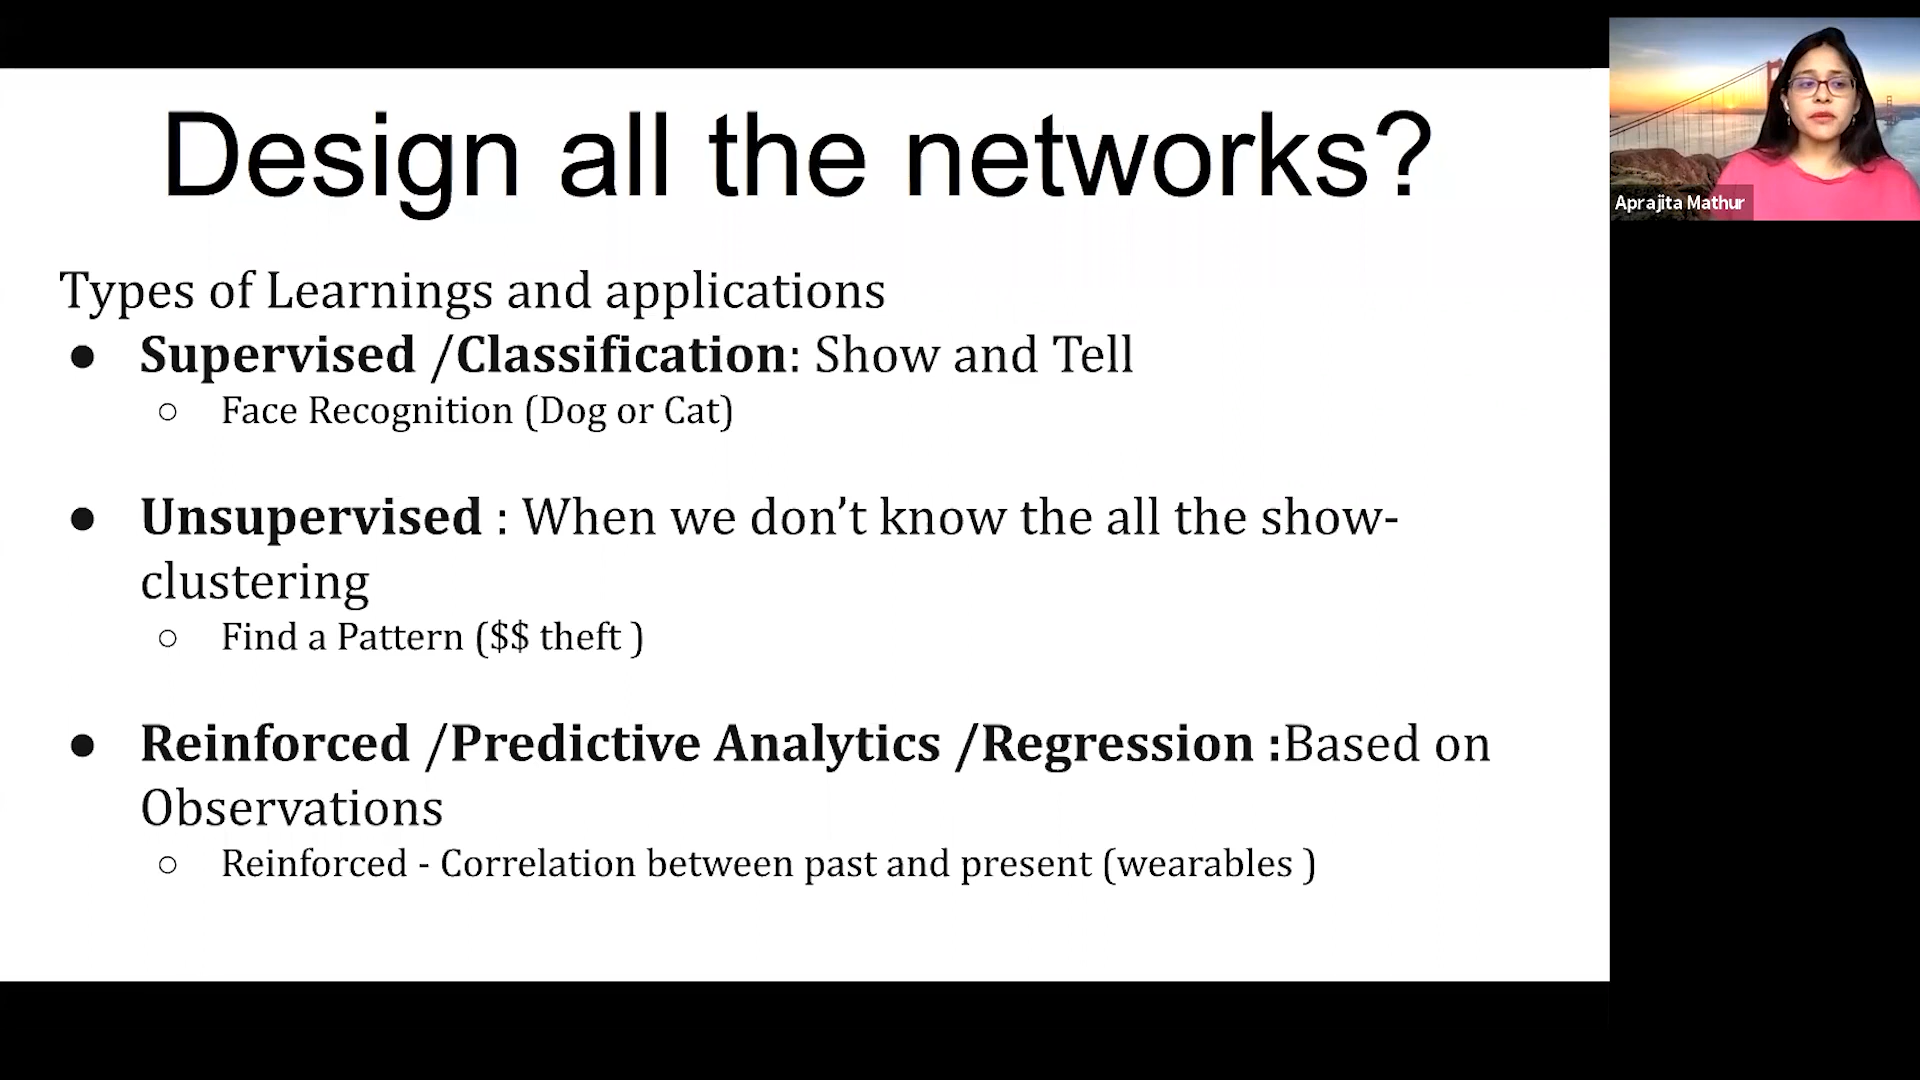 Design all the networks?
Aprajita Mathur
Types of Learnings and applications
● Supervised /Classification: Show and Tell
○ Face Recognition (Dog or Cat)
● Unsupervised : When we don’t know the all the show-
clustering
○ Find a Pattern ($$ theft )
● Reinforced /Predictive Analytics /Regression :Based on
Observations
○ Reinforced - Correlation between past and present (wearables )